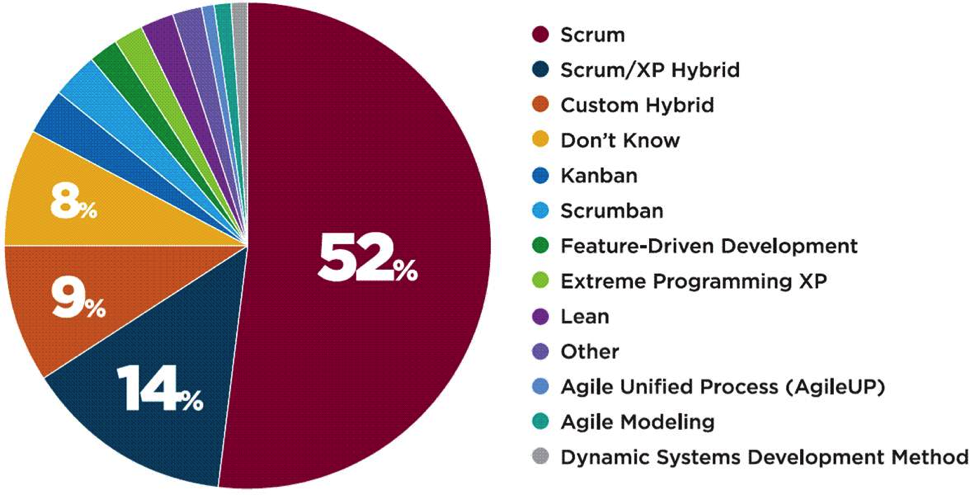 8%
52%
9%
14%
Scrum
Scrum/XP Hybrid
Custom Hybrid
Don’t Know
Kanban
Scrumban
Feature-Driven Development
Extreme Programming XP
Lean
Other
Agile Unified Process (AgileUP)
Agile Modeling
Dynamic Systems Development Method